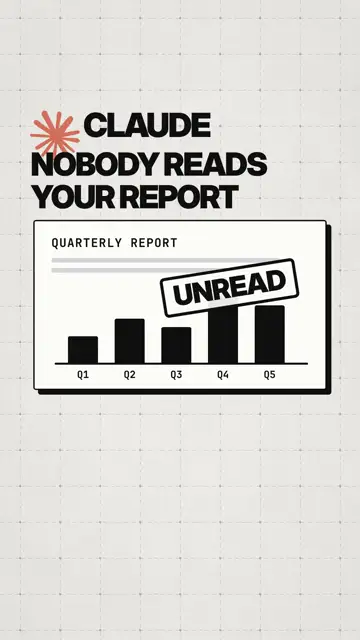 CLAUDE
NOBODY READS
YOUR REPORT
QUARTERLY REPORT
UNREAD
Q1 Q2 Q3 Q4 Q5